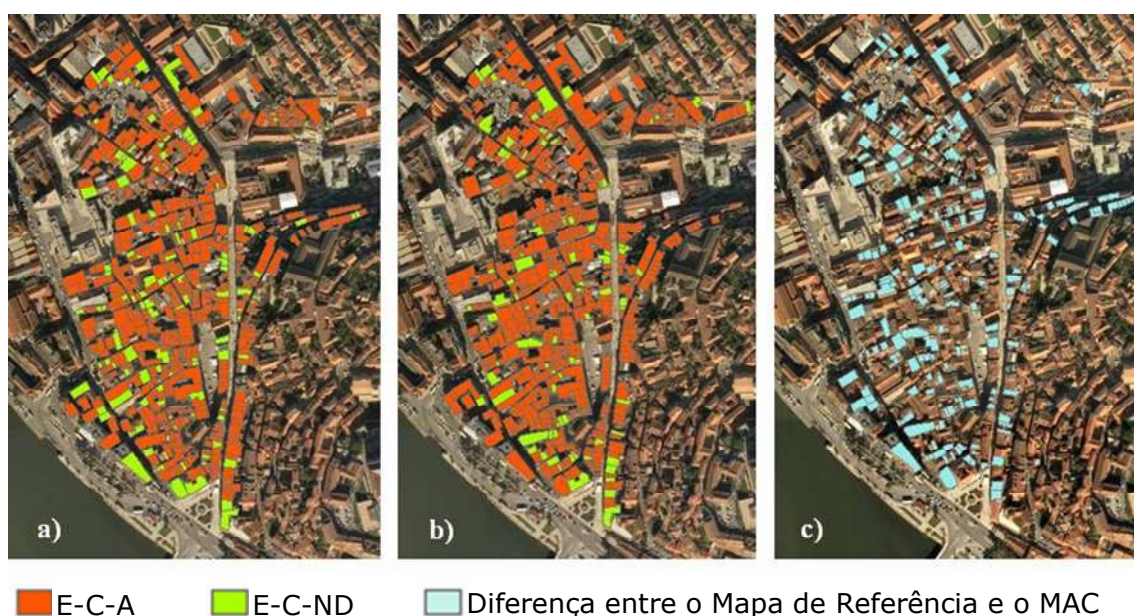 a)
b)
c)
E-C-A
E-C-ND
Diferença entre o Mapa de Referência e o MAC